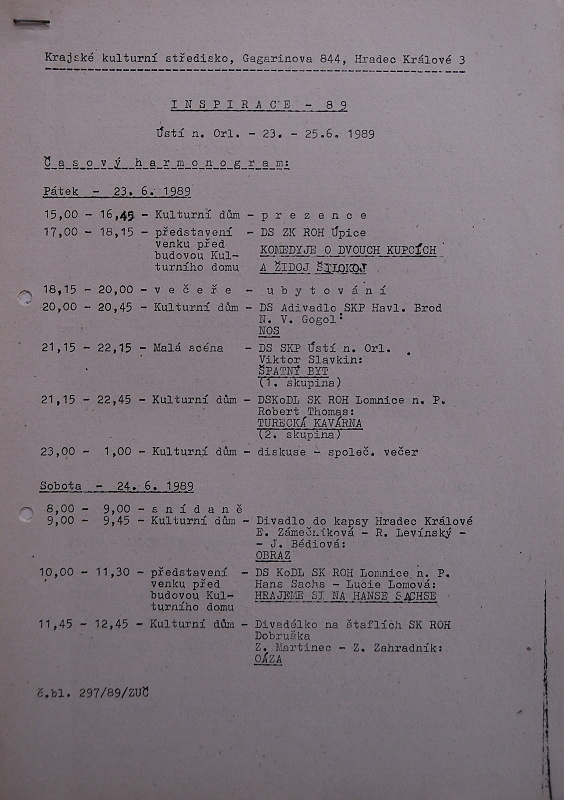 Krajské kulturní středisko, Gagarinova 844, Hradec Králové 3
I N S P I R A C E - 8 9
Ústí n. Orl. - 23. - 25.6. 1989
Č a s o v ý h a r m o n o g r a m :
Pátek - 23. 6. 1989
15,00 - 16,45 - Kulturní dům - p r e z e n c e
17,00 - 18,15 - představení - DS ZK ROH Úpice
venku před KOMEDYJE O DVOUCH KUPCÍCH
budovou Kul-
turního domu A ŽIDOJ ŠILOKOJ
18,15 - 20,00 - v e č e ř e - u b y t o v á n í
20,00 - 20,45 - Kulturní dům - DS Adivadlo SKP Havl. Brod
N. V. Gogol:
NOS
21,15 - 22,15 - Malá scéna - DS SKP Ústí n. Orl.
Viktor Slavkin:
ŠPATNÝ BYT
(1. skupina)
21,15 - 22,45 - Kulturní dům - DSKoDL SK ROH Lomnice n. P.
Robert Thomas:
TURECKÁ KAVÁRNA
(2. skupina)
23,00 - 1,00 - Kulturní dům - diskuse - společ. večer
Sobota - 24. 6. 1989
8,00 - 9,00 - s n í d a n ě
9,00 - 9,45 - Kulturní dům - Divadlo do kapsy Hradec Králové
E. Zámečníková - R. Levínský -
- J. Bédiová:
OBRAZ
10,00 - 11,30 - představení - DS KoDL SK ROH Lomnice n. P.
venku před Hans Sachs - Lucie Lomová:
budovou Kul- HRAJEME SI NA HANSE SACHSE
turního domu
11,45 - 12,45 - Kulturní dům - Divadélko na štaflích SK ROH
Dobruška
Z. Martinec - Z. Zahradník:
OÁZA
č.bl. 297/89/ZUČ